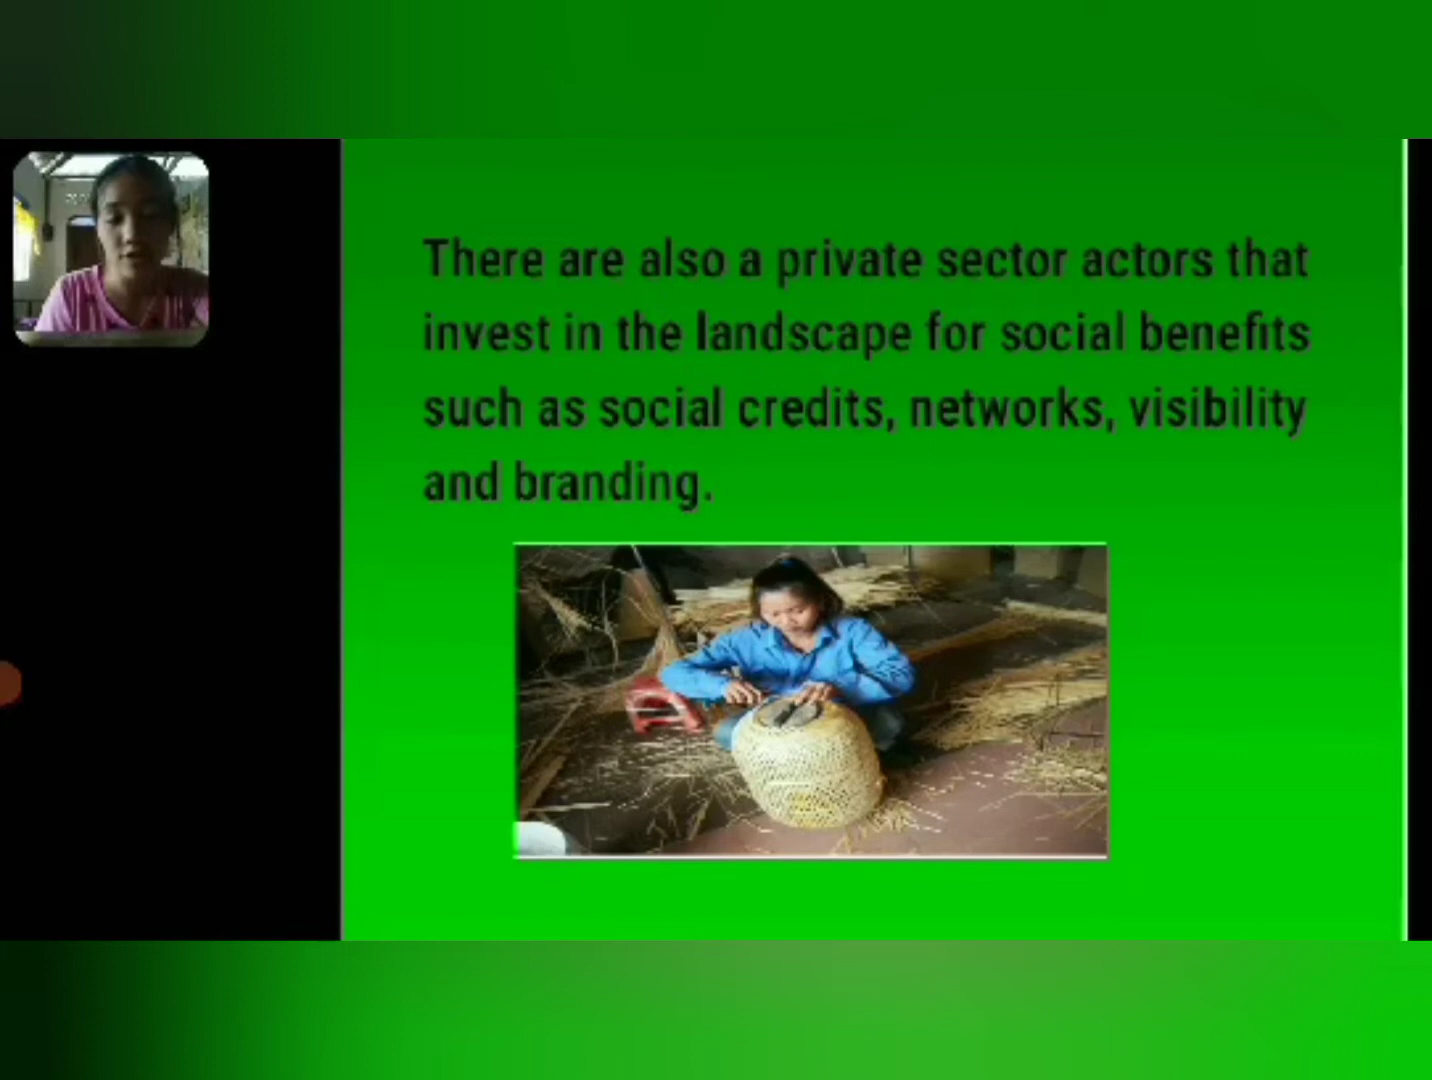 There are also a private sector actors that
invest in the landscape for social benefits
such as social credits, networks, visibility
and branding.